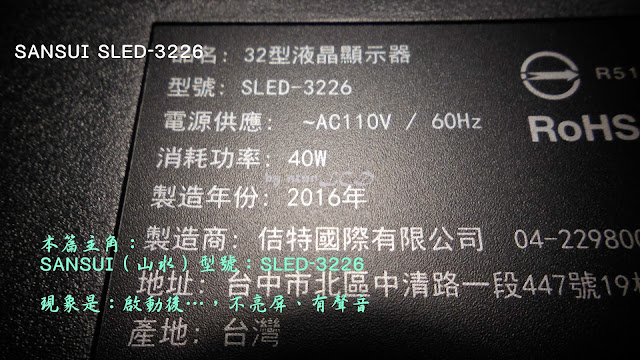 SANSUI SLED-3226
品名: 32型液晶顯示器
型號: SLED-3226
R51
電源供應: ~AC110V / 60Hz
RoHS
消耗功率: 40W
製造年份: 2016年
本篇主角：
製造商: 佶特國際有限公司 04-229800
SANSUI（山水）型號：SLED-3226
地址: 台中市北區中清路一段447號19
現象是：啟動後…，不亮屏、有聲音
產地: 台灣